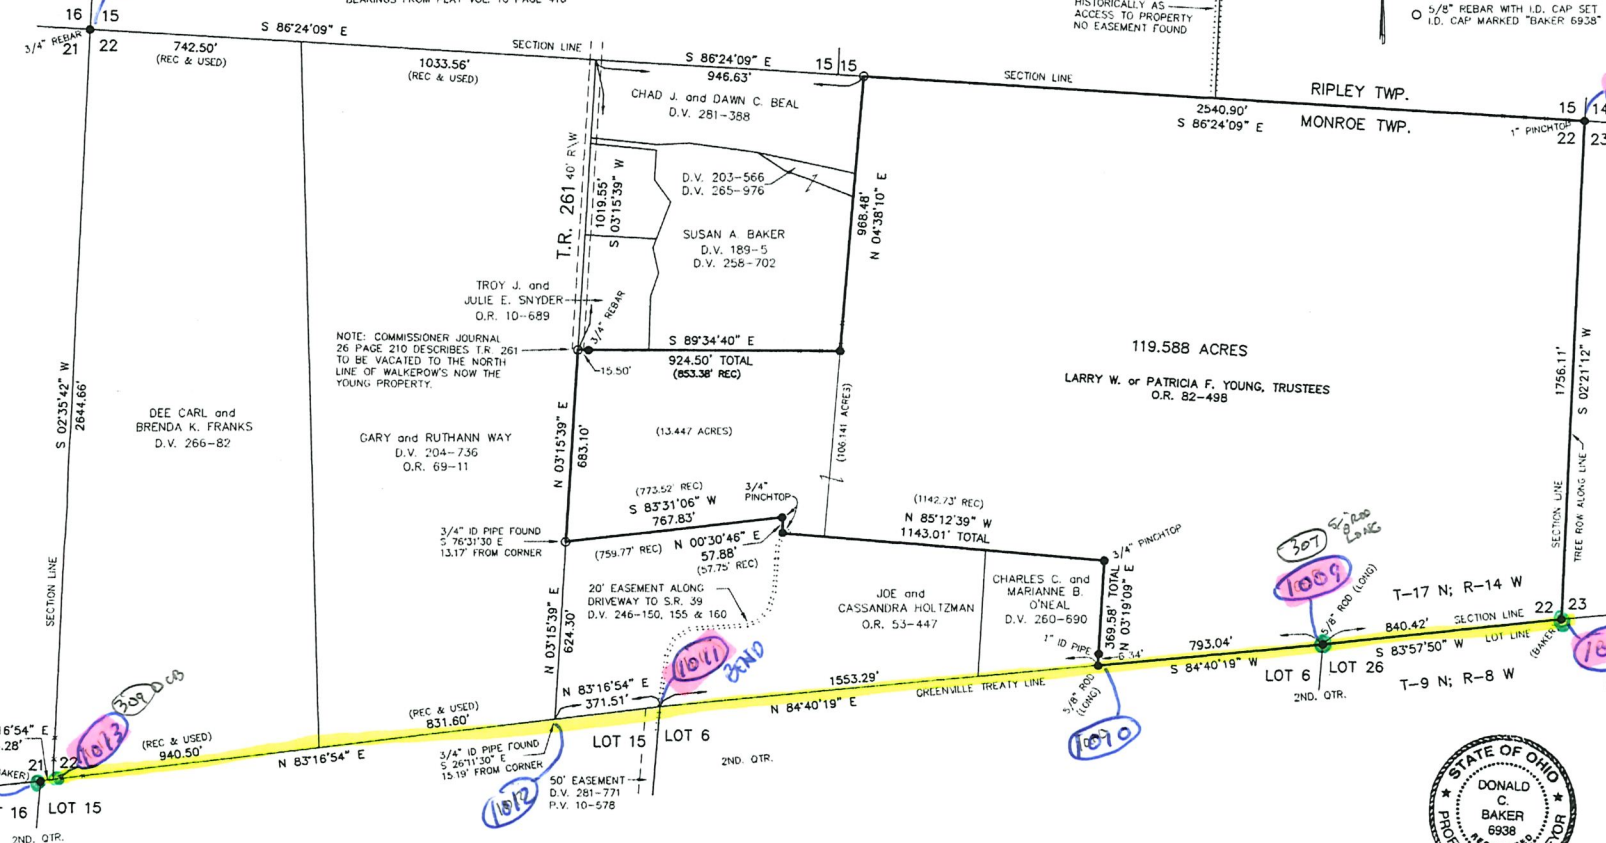 HISTORICALLY AS
ACCESS TO PROPERTY
NO EASEMENT FOUND
5/8" REBAR WITH I.D. CAP SET
I.D. CAP MARKED "BAKER 6938"
16 15
3/4" REBAR
21 22
742.50'
(REC & USED)
S 86°24'09" E
1033.56'
(REC & USED)
SECTION LINE
S 86°24'09" E
946.63'
15 15
SECTION LINE
2540.90'
S 86°24'09" E
RIPLEY TWP.
MONROE TWP.
15 14
1" PINCHTOP
22 23
CHAD J. and DAWN C. BEAL
D.V. 281-388
T.R. 261 40' R\W
1019.55'
S 03°15'39" W
D.V. 203-566
D.V. 265-976
SUSAN A. BAKER
D.V. 189-5
D.V. 258-702
968.48'
N 04°38'10" E
TROY J. and
JULIE E. SNYDER
O.R. 10-689
3/4" REBAR
NOTE: COMMISSIONER JOURNAL
26 PAGE 210 DESCRIBES T.R. 261
TO BE VACATED TO THE NORTH
LINE OF WALKEROW'S NOW THE
YOUNG PROPERTY.
S 89°34'40" E
924.50' TOTAL
(853.38' REC)
15.50'
119.588 ACRES
LARRY W. or PATRICIA F. YOUNG, TRUSTEES
O.R. 82-498
S 02°35'42" W
2644.66'
1756.11'
S 02°21'12" W
DEE CARL and
BRENDA K. FRANKS
D.V. 266-82
GARY and RUTHANN WAY
D.V. 204-736
O.R. 69-11
N 03°15'39" E
683.10'
(13.447 ACRES)
(106.141 ACRES)
(773.52' REC)
S 83°31'06" W
767.83'
3/4"
PINCHTOP
(1142.73' REC)
N 85°12'39" W
1143.01' TOTAL
3/4" ID PIPE FOUND
S 76°31'30 E
13.17' FROM CORNER
(759.77' REC)
N 00°30'46" E
57.88'
(57.75' REC)
3/4" PINCHTOP
307
5/8" ROD
LONG
SECTION LINE
TREE ROW ALONG LINE
SECTION LINE
20' EASEMENT ALONG
DRIVEWAY TO S.R. 39
D.V. 246-150, 155 & 160
JOE and
CASSANDRA HOLTZMAN
O.R. 53-447
CHARLES C. and
MARIANNE B.
O'NEAL
D.V. 260-690
369.58' TOTAL
N 03°19'09" E
1089
5/8" ROD (LONG)
T-17 N; R-14 W
N 03°15'39" E
624.30'
1" ID PIPE
6.34'
793.04'
S 84°40'19" W
840.42'
S 83°57'50" W
SECTION LINE
LOT LINE
22 23
(BAKER)
1091
BEND
N 83°16'54" E
371.51'
1553.29'
N 84°40'19" E
GREENVILLE TREATY LINE
5/8" ROD
(LONG)
LOT 6
LOT 26
2ND. QTR.
T-9 N; R-8 W
309 DCB
1093
(REC & USED)
831.60'
(REC & USED)
940.50'
N 83°16'54" E
3/4" ID PIPE FOUND
S 26°11'30" E
15.19' FROM CORNER
LOT 15
LOT 6
2ND. QTR.
1090
21 22
16 LOT 15
2ND. QTR.
1092
50' EASEMENT
D.V. 281-771
P.V. 10-578
STATE OF OHIO
DONALD
C.
BAKER
6938